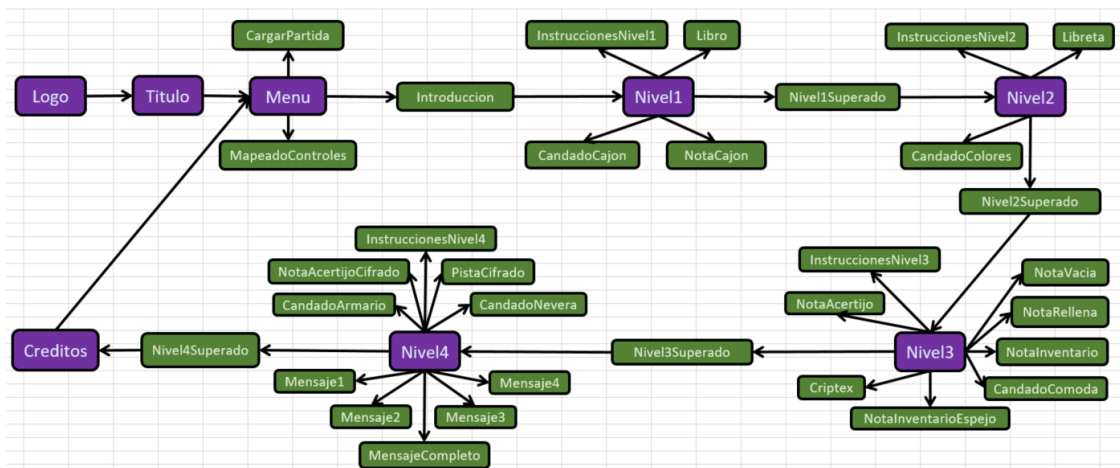 CargarPartida
InstruccionesNivel1
Libro
InstruccionesNivel2
Libreta
Logo
Titulo
Menu
Introduccion
Nivel1
Nivel1Superado
Nivel2
MapeadoControles
CandadoCajon
NotaCajon
CandadoColores
Nivel2Superado
InstruccionesNivel4
InstruccionesNivel3
NotaAcertijoCifrado
PistaCifrado
NotaVacia
CandadoArmario
CandadoNevera
NotaAcertijo
NotaRellena
Creditos
Nivel4Superado
Nivel4
Nivel3Superado
Nivel3
NotaInventario
Mensaje1
Mensaje4
Criptex
CandadoComoda
Mensaje2
Mensaje3
NotaInventarioEspejo
MensajeCompleto